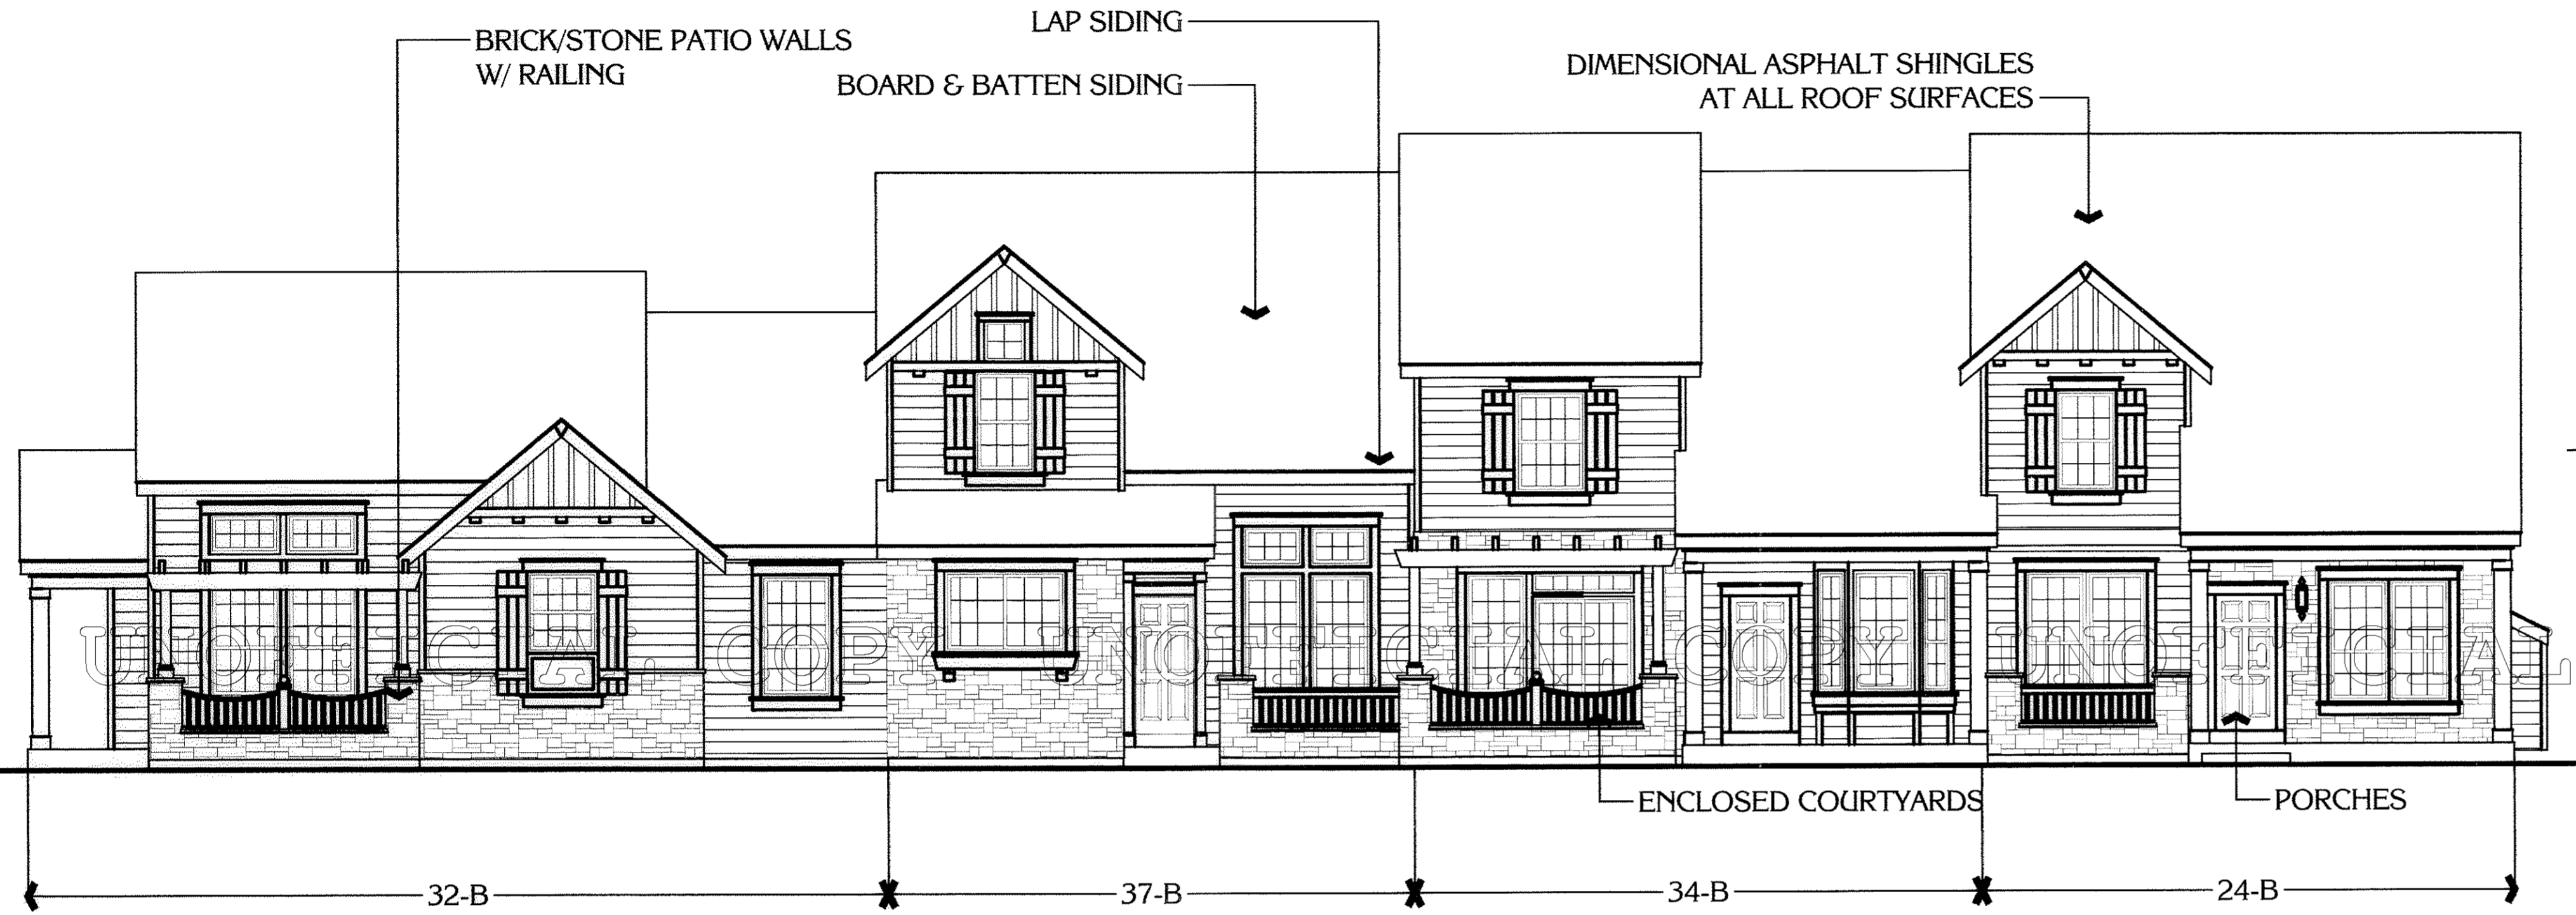 LAP SIDING
BRICK/STONE PATIO WALLS
W/ RAILING
BOARD & BATTEN SIDING
DIMENSIONAL ASPHALT SHINGLES
AT ALL ROOF SURFACES
UNOFFICIAL COPY UNOFFICIAL COPY UNOFFICIAL
ENCLOSED COURTYARDS
PORCHES
32-B
37-B
34-B
24-B